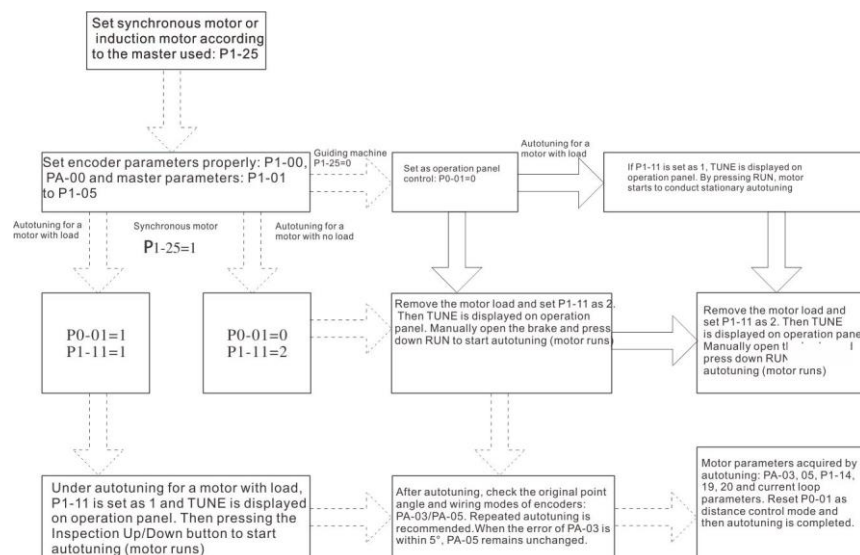 Set synchronous motor or
induction motor according
to the master used: P1-25
Set encoder parameters properly: P1-00,
PA-00 and master parameters: P1-01
to P1-05
Guiding machine
P1-25=0
Set as operation panel
control: P0-01=0
Autotuning for a
motor with load
If P1-11 is set as 1, TUNE is displayed on
operation panel. By pressing RUN, motor
starts to conduct stationary autotuning
Autotuning for a
motor with load
Synchronous motor
P1-25=1
Autotuning for a
motor with no load
P0-01=1
P1-11=1
P0-01=0
P1-11=2
Remove the motor load and set P1-11 as 2.
Then TUNE is displayed on operation
panel. Manually open the brake and press
down RUN to start autotuning (motor runs)
Remove the motor load and
set P1-11 as 2. Then TUNE
is displayed on operation pane
Manually open
press down RUN
autotuning (motor runs)
Under autotuning for a motor with load,
P1-11 is set as 1 and TUNE is displayed
on operation panel. Then pressing the
Inspection Up/Down button to start
autotuning (motor runs)
After autotuning, check the original point
angle and wiring modes of encoders:
PA-03/PA-05. Repeated autotuning is
recommended.When the error of PA-03 is
within 5°, PA-05 remains unchanged.
Motor parameters acquired by
autotuning: PA-03, 05, P1-14,
19, 20 and current loop
parameters. Reset P0-01 as
distance control mode and
then autotuning is completed.